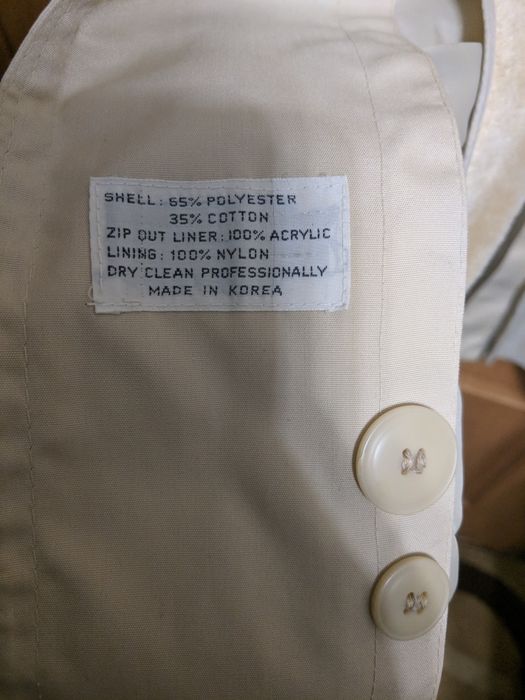 SHELL: 65% POLYESTER
35% COTTON
ZIP OUT LINER: 100% ACRYLIC
LINING: 100% NYLON
DRY CLEAN PROFESSIONALLY
MADE IN KOREA